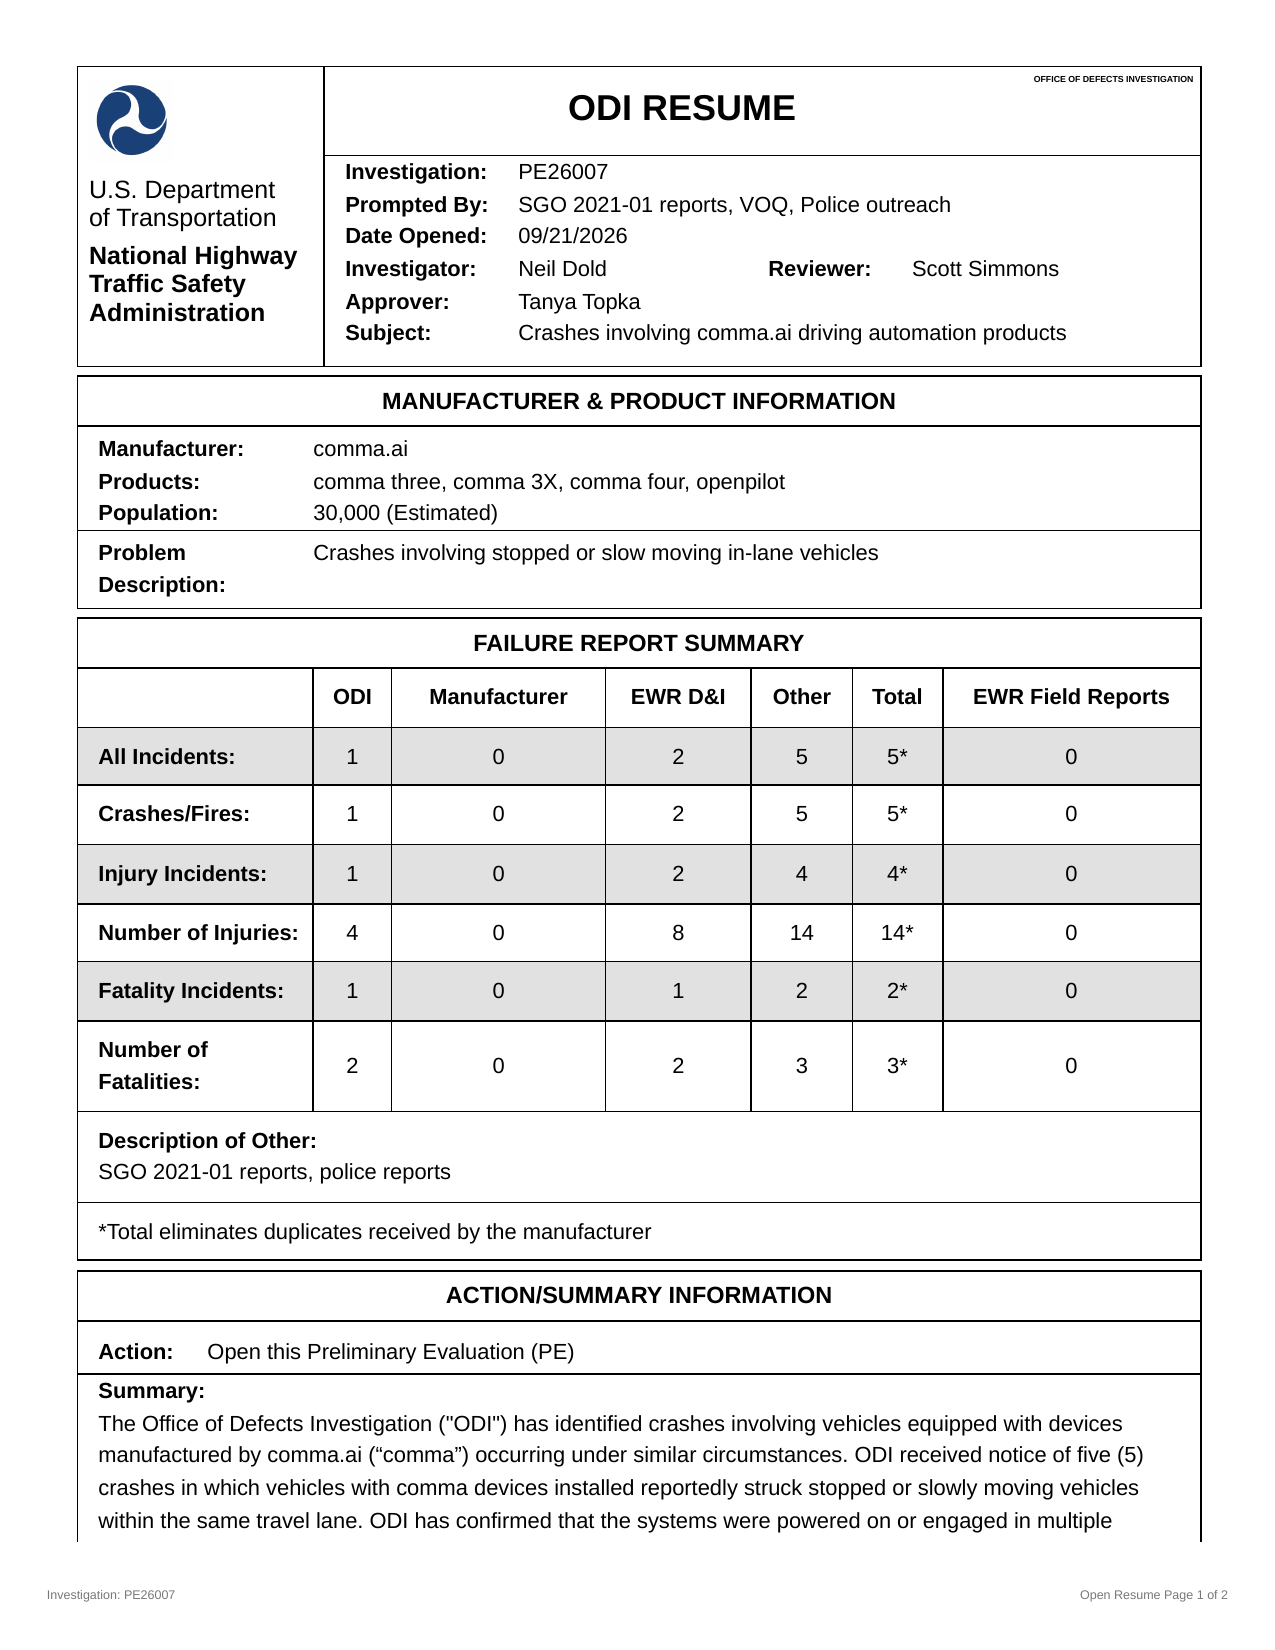 OFFICE OF DEFECTS INVESTIGATION
ODI RESUME
U.S. Department
of Transportation
National Highway
Traffic Safety
Administration
Investigation: PE26007
Prompted By: SGO 2021-01 reports, VOQ, Police outreach
Date Opened: 09/21/2026
Investigator: Neil Dold Reviewer: Scott Simmons
Approver: Tanya Topka
Subject: Crashes involving comma.ai driving automation products
MANUFACTURER & PRODUCT INFORMATION
Manufacturer: comma.ai
Products: comma three, comma 3X, comma four, openpilot
Population: 30,000 (Estimated)
Problem Crashes involving stopped or slow moving in-lane vehicles
Description:
FAILURE REPORT SUMMARY
ODI Manufacturer EWR D&I Other Total EWR Field Reports
All Incidents: 1 0 2 5 5* 0
Crashes/Fires: 1 0 2 5 5* 0
Injury Incidents: 1 0 2 4 4* 0
Number of Injuries: 4 0 8 14 14* 0
Fatality Incidents: 1 0 1 2 2* 0
Number of
Fatalities: 2 0 2 3 3* 0
Description of Other:
SGO 2021-01 reports, police reports
*Total eliminates duplicates received by the manufacturer
ACTION/SUMMARY INFORMATION
Action: Open this Preliminary Evaluation (PE)
Summary:
The Office of Defects Investigation ("ODI") has identified crashes involving vehicles equipped with devices
manufactured by comma.ai (“comma”) occurring under similar circumstances. ODI received notice of five (5)
crashes in which vehicles with comma devices installed reportedly struck stopped or slowly moving vehicles
within the same travel lane. ODI has confirmed that the systems were powered on or engaged in multiple
Investigation: PE26007
Open Resume Page 1 of 2